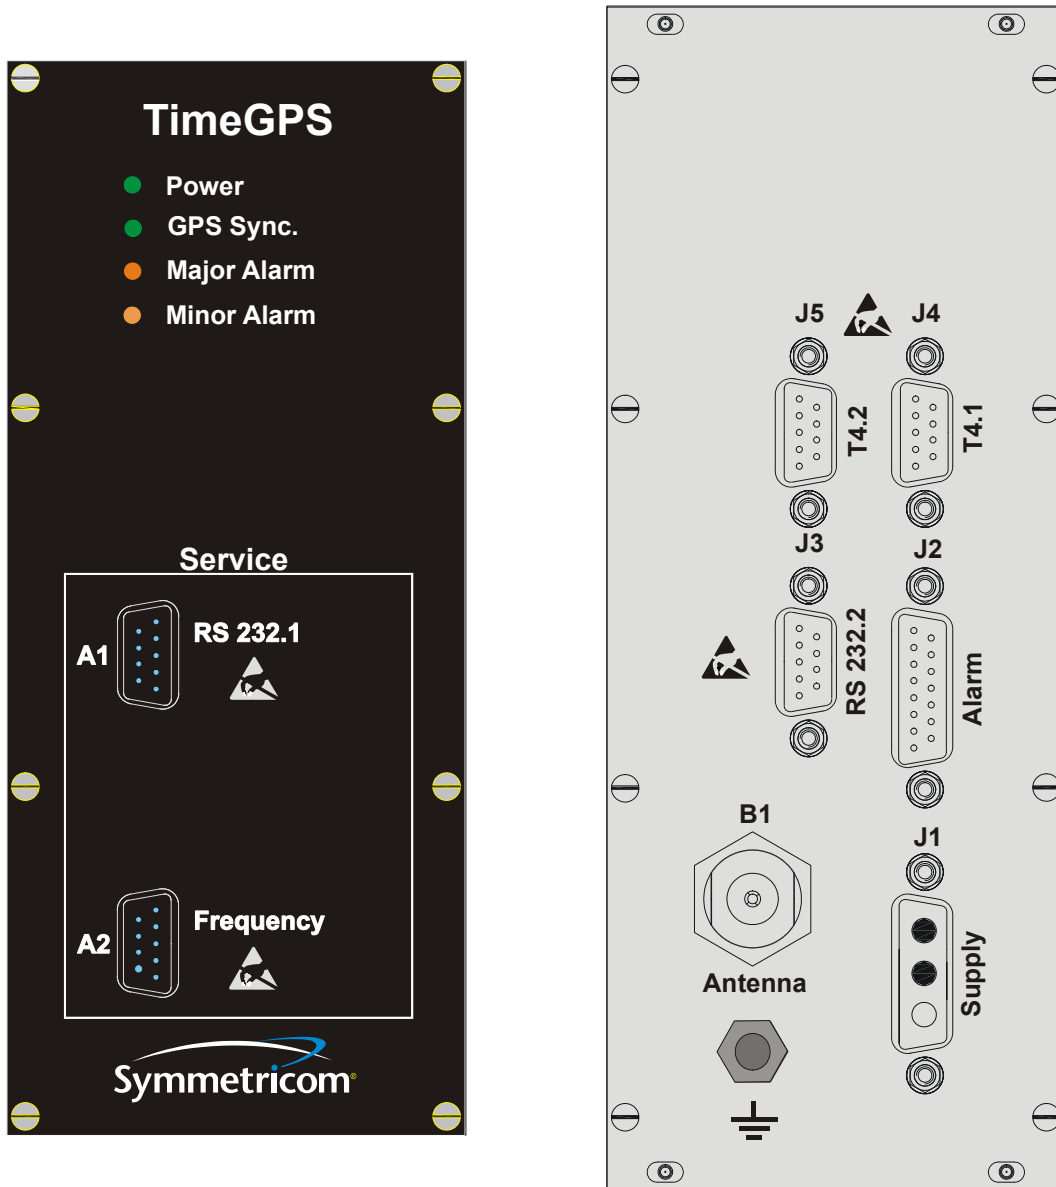 TimeGPS
Power
GPS Sync.
Major Alarm
Minor Alarm
Service
A1
RS 232.1
A2
Frequency
Symmetricom®
J5
J4
T4.2
T4.1
J3
J2
RS 232.2
Alarm
B1
J1
Antenna
Supply